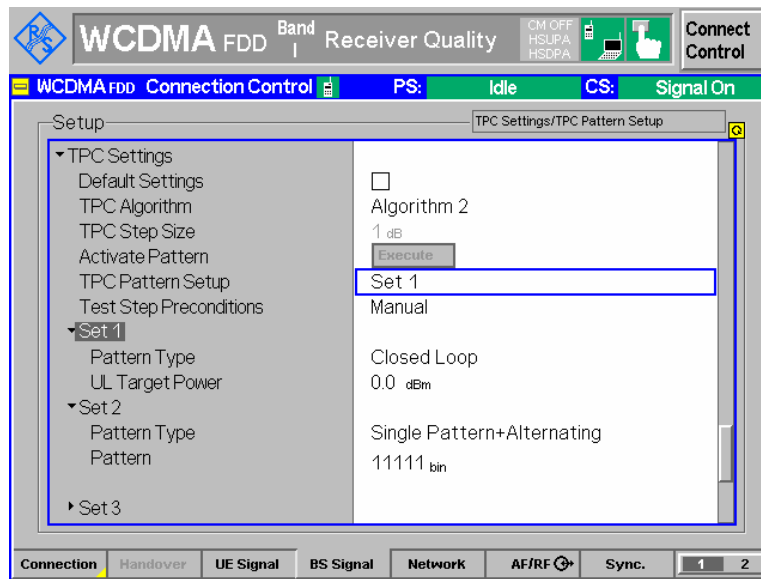 R S WCDMA FDD Band I Receiver Quality CM OFF HSUPA HSDPA Connect Control
WCDMA FDD Connection Control PS: Idle CS: Signal On
Setup TPC Settings/TPC Pattern Setup
Q
TPC Settings
Default Settings
TPC Algorithm Algorithm 2
TPC Step Size 1 dB
Activate Pattern Execute
TPC Pattern Setup Set 1
Test Step Preconditions Manual
Set 1
Pattern Type Closed Loop
UL Target Power 0.0 dBm
Set 2
Pattern Type Single Pattern+Alternating
Pattern 11111 bin
Set 3
Connection Handover UE Signal BS Signal Network AF/RF Sync. 1 2